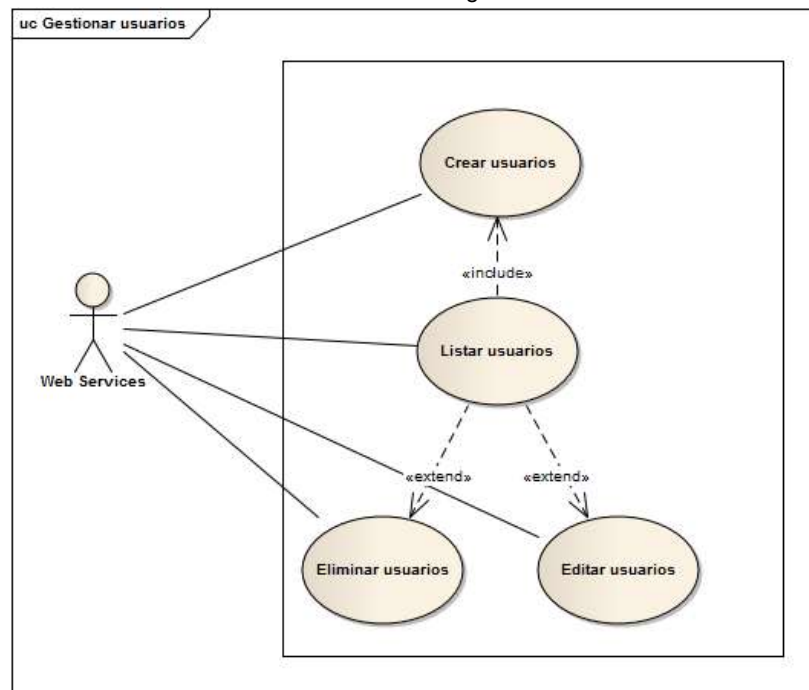 uc Gestionar usuarios
Crear usuarios
«include»
Listar usuarios
Web Services
«extend»
«extend»
Eliminar usuarios
Editar usuarios